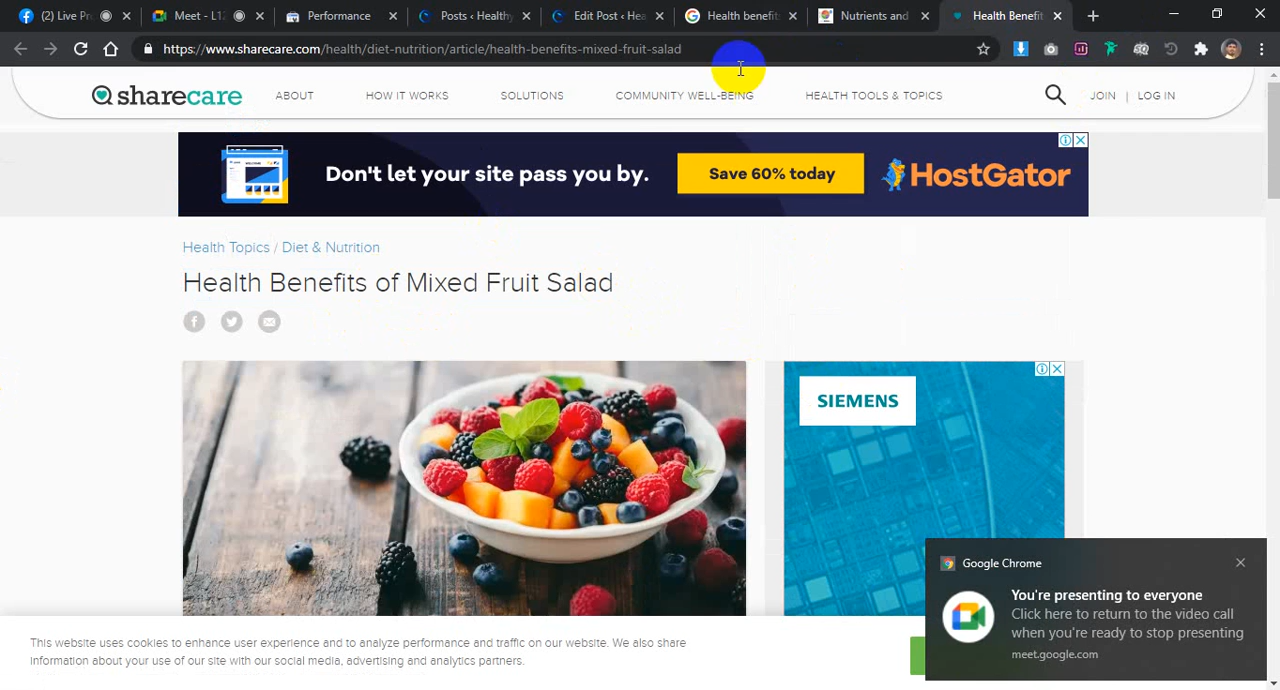 (2) Live Pr
Meet - L12
Performance
Posts ‹ Healthy
Edit Post ‹ Hea
Health benefit
Nutrients and
Health Benefit
https://www.sharecare.com/health/diet-nutrition/article/health-benefits-mixed-fruit-salad
sharecare
ABOUT
HOW IT WORKS
SOLUTIONS
COMMUNITY WELL-BEING
HEALTH TOOLS & TOPICS
JOIN | LOG IN
Don't let your site pass you by.
Save 60% today
HostGator
Health Topics / Diet & Nutrition
Health Benefits of Mixed Fruit Salad
SIEMENS
Google Chrome
You're presenting to everyone
Click here to return to the video call
when you're ready to stop presenting
meet.google.com
This website uses cookies to enhance user experience and to analyze performance and traffic on our website. We also share
information about your use of our site with our social media, advertising and analytics partners.